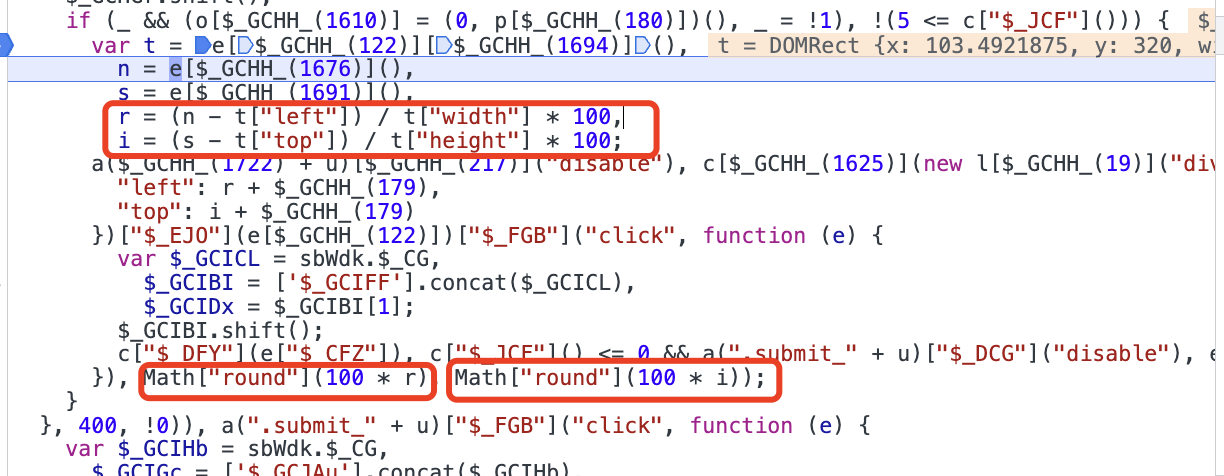 if (_ && (o[$_GCHH_(1610)] = (0, p[$_GCHH_(180)])(), _ = !1), !(5 <= c["$_JCF"]())) { $_
var t = e[$_GCHH_(122)][$_GCHH_(1694)](), t = DOMRect {x: 103.4921875, y: 320, wi
n = e[$_GCHH_(1676)](),
s = e[$_GCHH_(1691)](),
r = (n - t["left"]) / t["width"] * 100,
i = (s - t["top"]) / t["height"] * 100;
a($_GCHH_(1722) + u)[$_GCHH_(217)]("disable"), c[$_GCHH_(1625)](new l[$_GCHH_(19)]("div
"left": r + $_GCHH_(179),
"top": i + $_GCHH_(179)
})["$_EJO"](e[$_GCHH_(122)])["$_FGB"]("click", function (e) {
var $_GCICL = sbWdk.$_CG,
$_GCIBI = ['$_GCIFF'].concat($_GCICL),
$_GCIDx = $_GCIBI[1];
$_GCIBI.shift();
c["$_DFY"](e["$_CFZ"]), c["$_JCF"]() <= 0 && a(".submit_" + u)["$_DCG"]("disable"), e
}), Math["round"](100 * r) Math["round"](100 * i));
}
}, 400, !0)), a(".submit_" + u)["$_FGB"]("click", function (e) {
var $_GCIHb = sbWdk.$_CG,
$_GCIGc = ['$_GCJAu'].concat($_GCIHb),